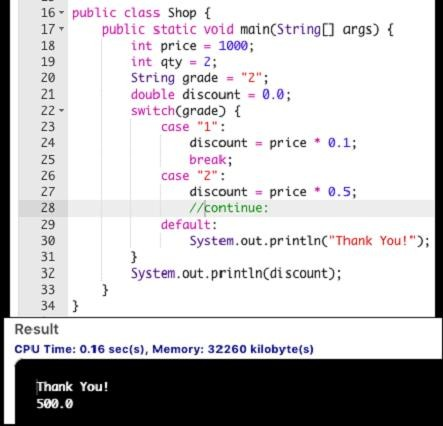 16 public class Shop {
17 public static void main(String[] args) {
18 int price = 1000;
19 int qty = 2;
20 String grade = "2";
21 double discount = 0.0;
22 switch(grade) {
23 case "1":
24 discount = price * 0.1;
25 break;
26 case "2":
27 discount = price * 0.5;
28 //continue:
29 default:
30 System.out.println("Thank You!");
31 }
32 System.out.println(discount);
33 }
34 }
Result
CPU Time: 0.16 sec(s), Memory: 32260 kilobyte(s)
Thank You!
500.0